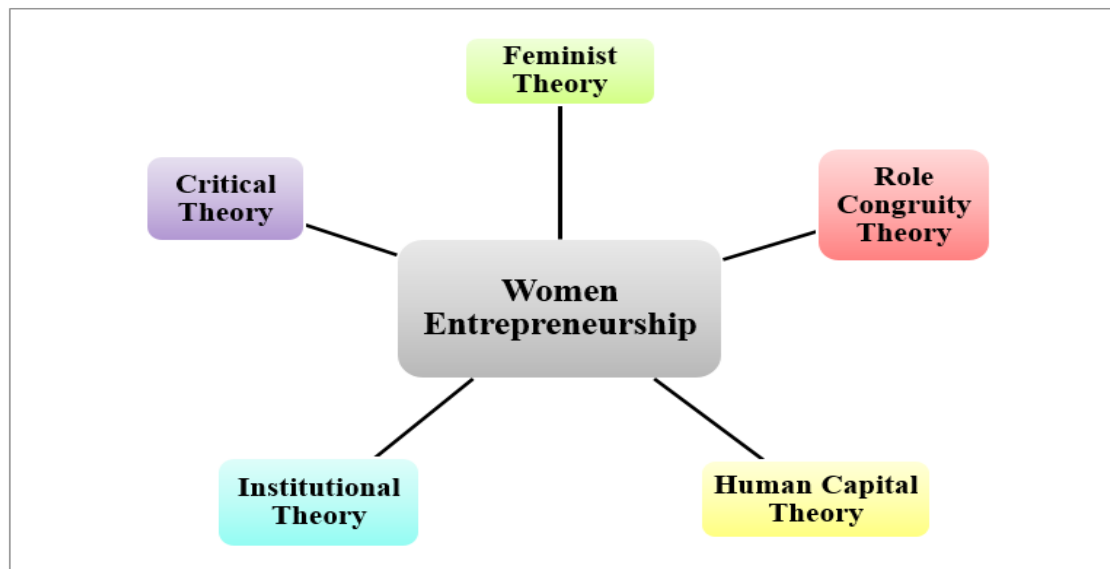 Feminist
Theory
Critical
Theory
Role
Congruity
Theory
Women
Entrepreneurship
Institutional
Theory
Human Capital
Theory